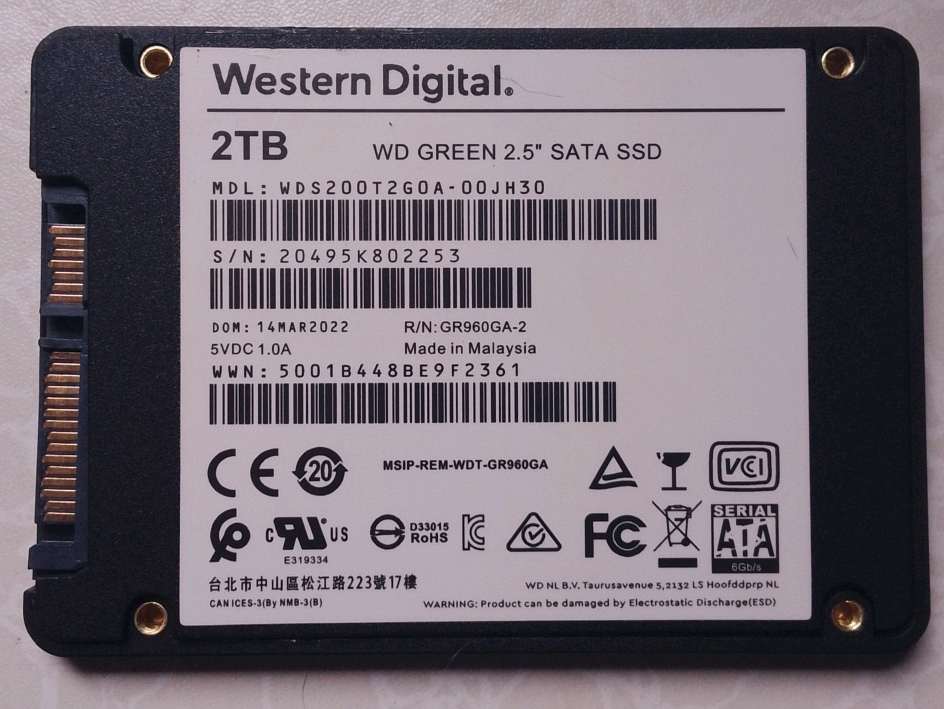 Western Digital®
2TB WD GREEN 2.5" SATA SSD
MDL: WDS200T2G0A-00JH30
S/N: 20495K802253
DOM: 14MAR2022 R/N: GR960GA-2
5VDC 1.0A Made in Malaysia
WWN: 5001B448BE9F2361
CE 20 MSIP-REM-WDT-GR960GA VCCI
c RU US E319334 D33015 RoHS FC SERIAL ATA 6Gb/s
台北市中山區松江路223號17樓 WD NL B.V. Taurusavenue 5,2132 LS Hoofddprp NL
CAN ICES-3(By NMB-3(B) WARNING: Product can be damaged by Electrostatic Discharge(ESD)